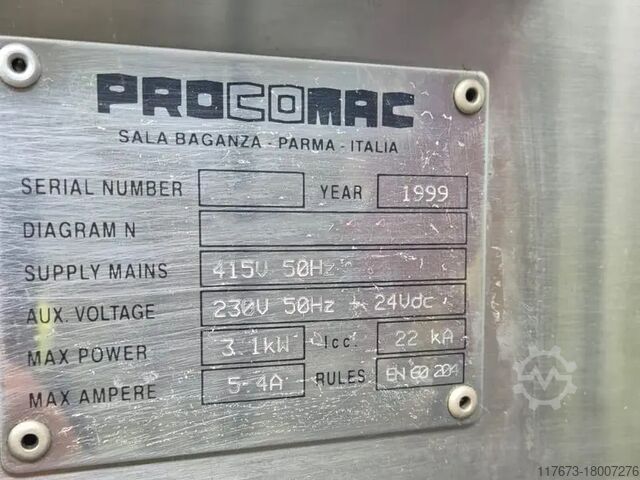 PROCOMAC
SALA BAGANZA - PARMA - ITALIA
SERIAL NUMBER YEAR 1999
DIAGRAM N
SUPPLY MAINS 415V 50Hz
AUX. VOLTAGE 230V 50Hz + 24Vdc
MAX POWER 3.1kW Icc. 22 kA
MAX AMPERE 5.4A RULES EN 60 204
117673-18007276